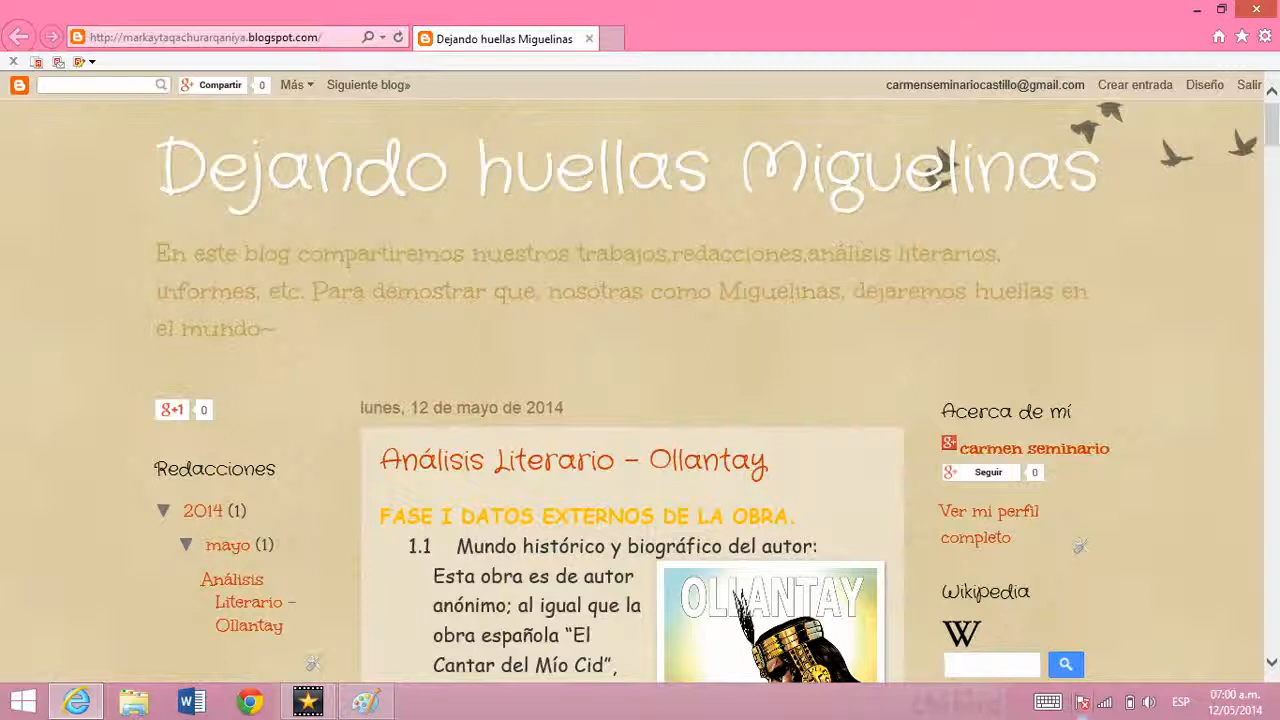 http://markaytaqachurarqaniya.blogspot.com/
Dejando huellas Miguelinas
Compartir 0 Más Siguiente blog» carmenseminariocastillo@gmail.com Crear entrada Diseño Salir
Dejando huellas Miguelinas
En este blog compartiremos nuestros trabajos,redacciones,análisis literarios,
informes, etc. Para demostrar que, nosotras como Miguelinas, dejaremos huellas en
el mundo~
g+1 0
Redacciones
▼ 2014 (1)
▼ mayo (1)
Análisis
Literario -
Ollantay
lunes, 12 de mayo de 2014
Análisis Literario - Ollantay
FASE I DATOS EXTERNOS DE LA OBRA.
1.1 Mundo histórico y biográfico del autor:
Esta obra es de autor
anónimo; al igual que la
obra española “El
Cantar del Mío Cid”,
OLLANTAY
Acerca de mí
carmen seminario
Seguir 0
Ver mi perfil
completo
Wikipedia
W
ESP
07:00 a.m.
12/05/2014